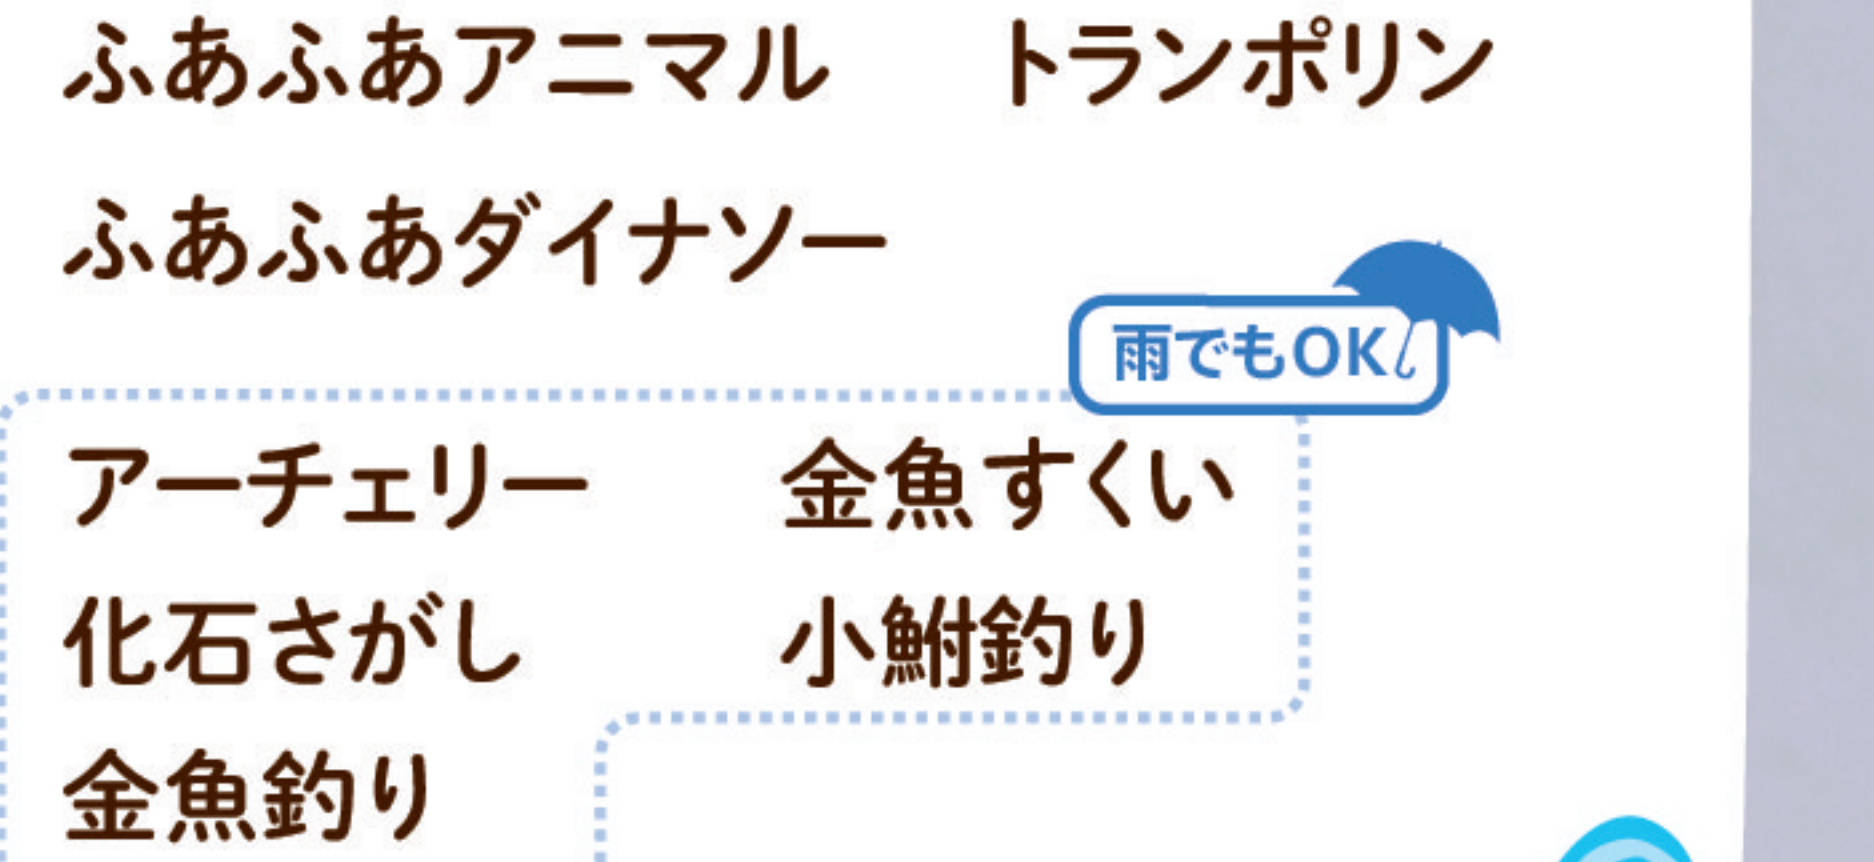 ふあふあアニマル トランポリン
ふあふあダイナソー
雨でもOK
アーチェリー 金魚すくい
化石さがし 小鮒釣り
金魚釣り